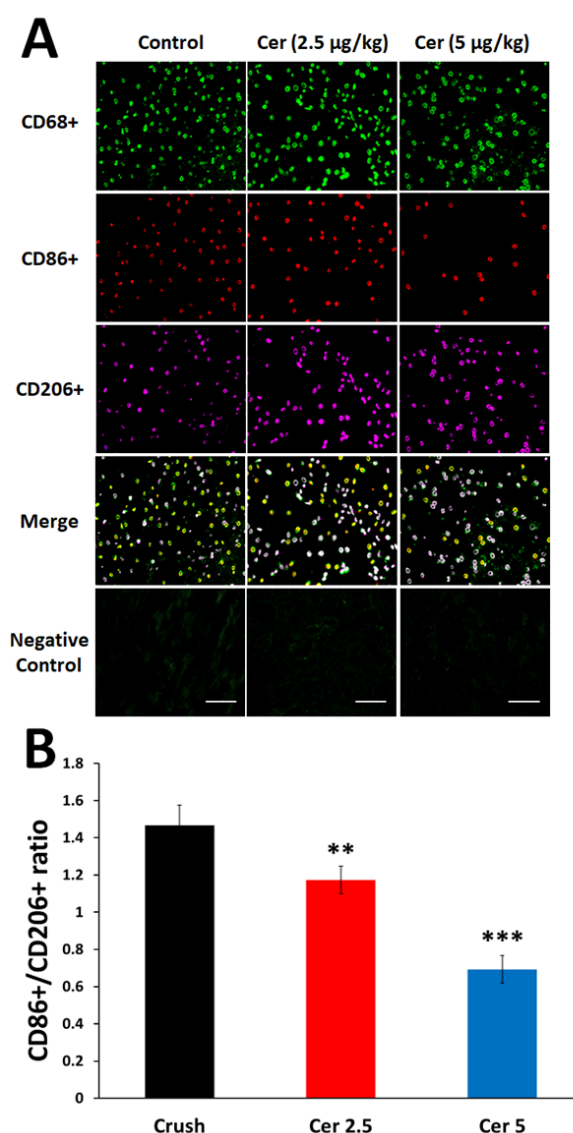 A
Control Cer (2.5 µg/kg) Cer (5 µg/kg)
CD68+
CD86+
CD206+
Merge
Negative
Control
B
CD86+/CD206+ ratio
1.8
1.6
1.4
1.2
1
0.8
0.6
0.4
0.2
0
**
***
Crush Cer 2.5 Cer 5